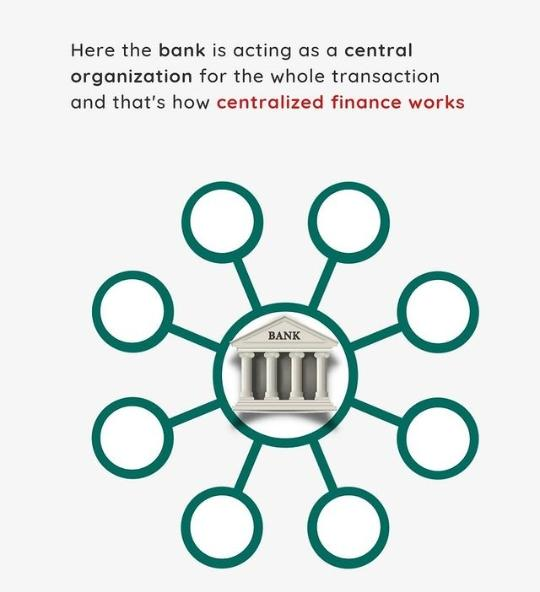 Here the bank is acting as a central
organization for the whole transaction
and that's how centralized finance works
BANK